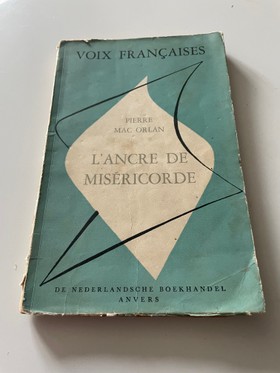 VOIX FRANÇAISES
PIERRE
MAC ORLAN
L'ANCRE DE
MISÉRICORDE
DE NEDERLANDSCHE BOEKHANDEL
ANVERS